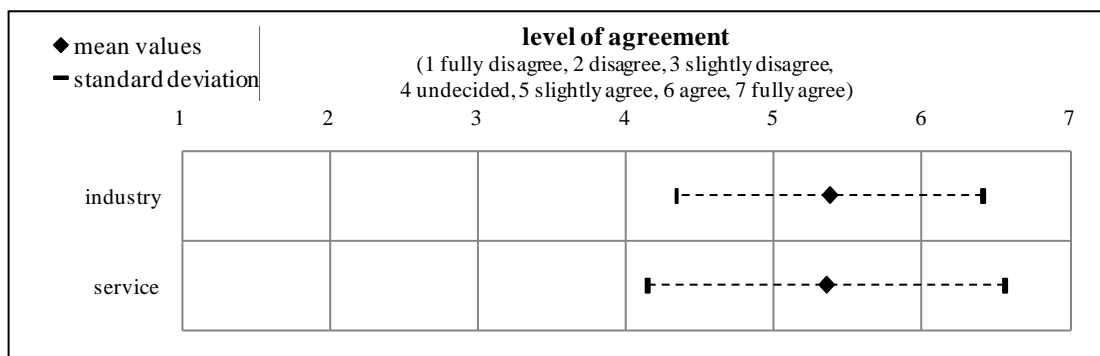 ◆ mean values
━ standard deviation
level of agreement
(1 fully disagree, 2 disagree, 3 slightly disagree,
4 undecided, 5 slightly agree, 6 agree, 7 fully agree)
1 2 3 4 5 6 7
industry
service